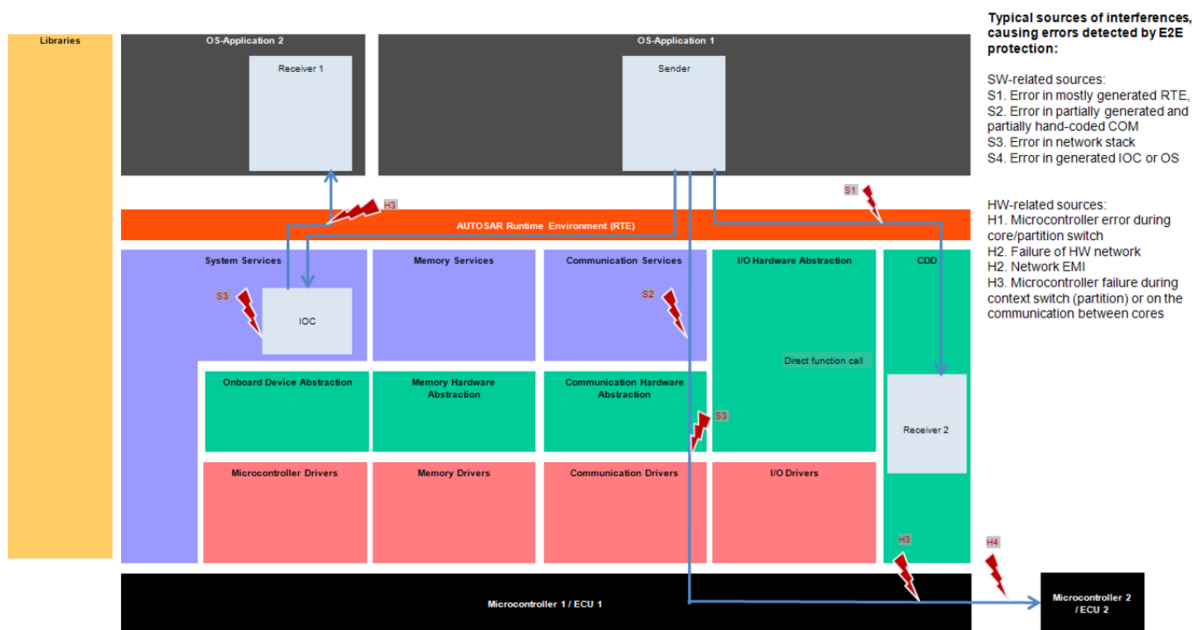 Typical sources of interferences,
causing errors detected by E2E
protection:
SW-related sources:
S1. Error in mostly generated RTE,
S2. Error in partially generated and
partially hand-coded COM
S3. Error in network stack
S4. Error in generated IOC or OS
HW-related sources:
H1. Microcontroller error during
core/partition switch
H2. Failure of HW network
H2. Network EMI
H3. Microcontroller failure during
context switch (partition) or on the
communication between cores
Libraries
OS-Application 2
OS-Application 1
Receiver 1
Sender
H3
S1
AUTOSAR Runtime Environment (RTE)
System Services
Memory Services
Communication Services
I/O Hardware Abstraction
CDD
S3
S2
IOC
Direct function call
Onboard Device Abstraction
Memory Hardware
Abstraction
Communication Hardware
Abstraction
S3
Receiver 2
Microcontroller Drivers
Memory Drivers
Communication Drivers
I/O Drivers
H3
H4
Microcontroller 1 / ECU 1
Microcontroller 2
/ ECU 2